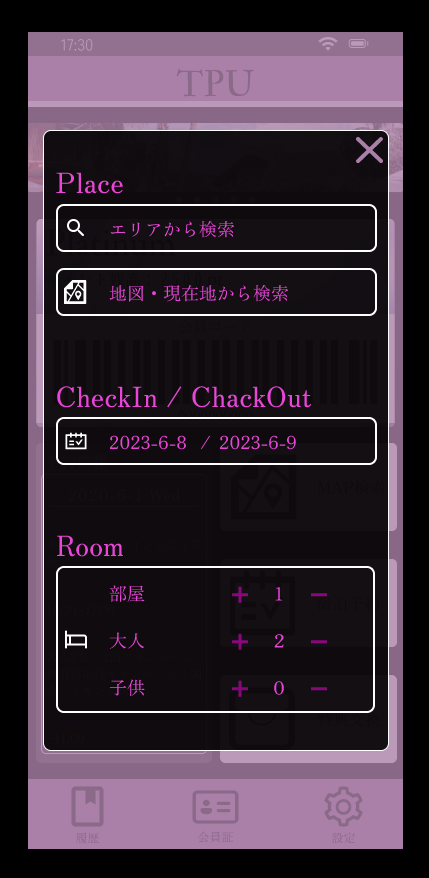 17:30
TPU
Place
エリアから検索
地図・現在地から検索
CheckIn / ChackOut
2023-6-8 / 2023-6-9
Room
部屋 + 1 −
大人 + 2 −
子供 + 0 −
履歴 会員証 設定